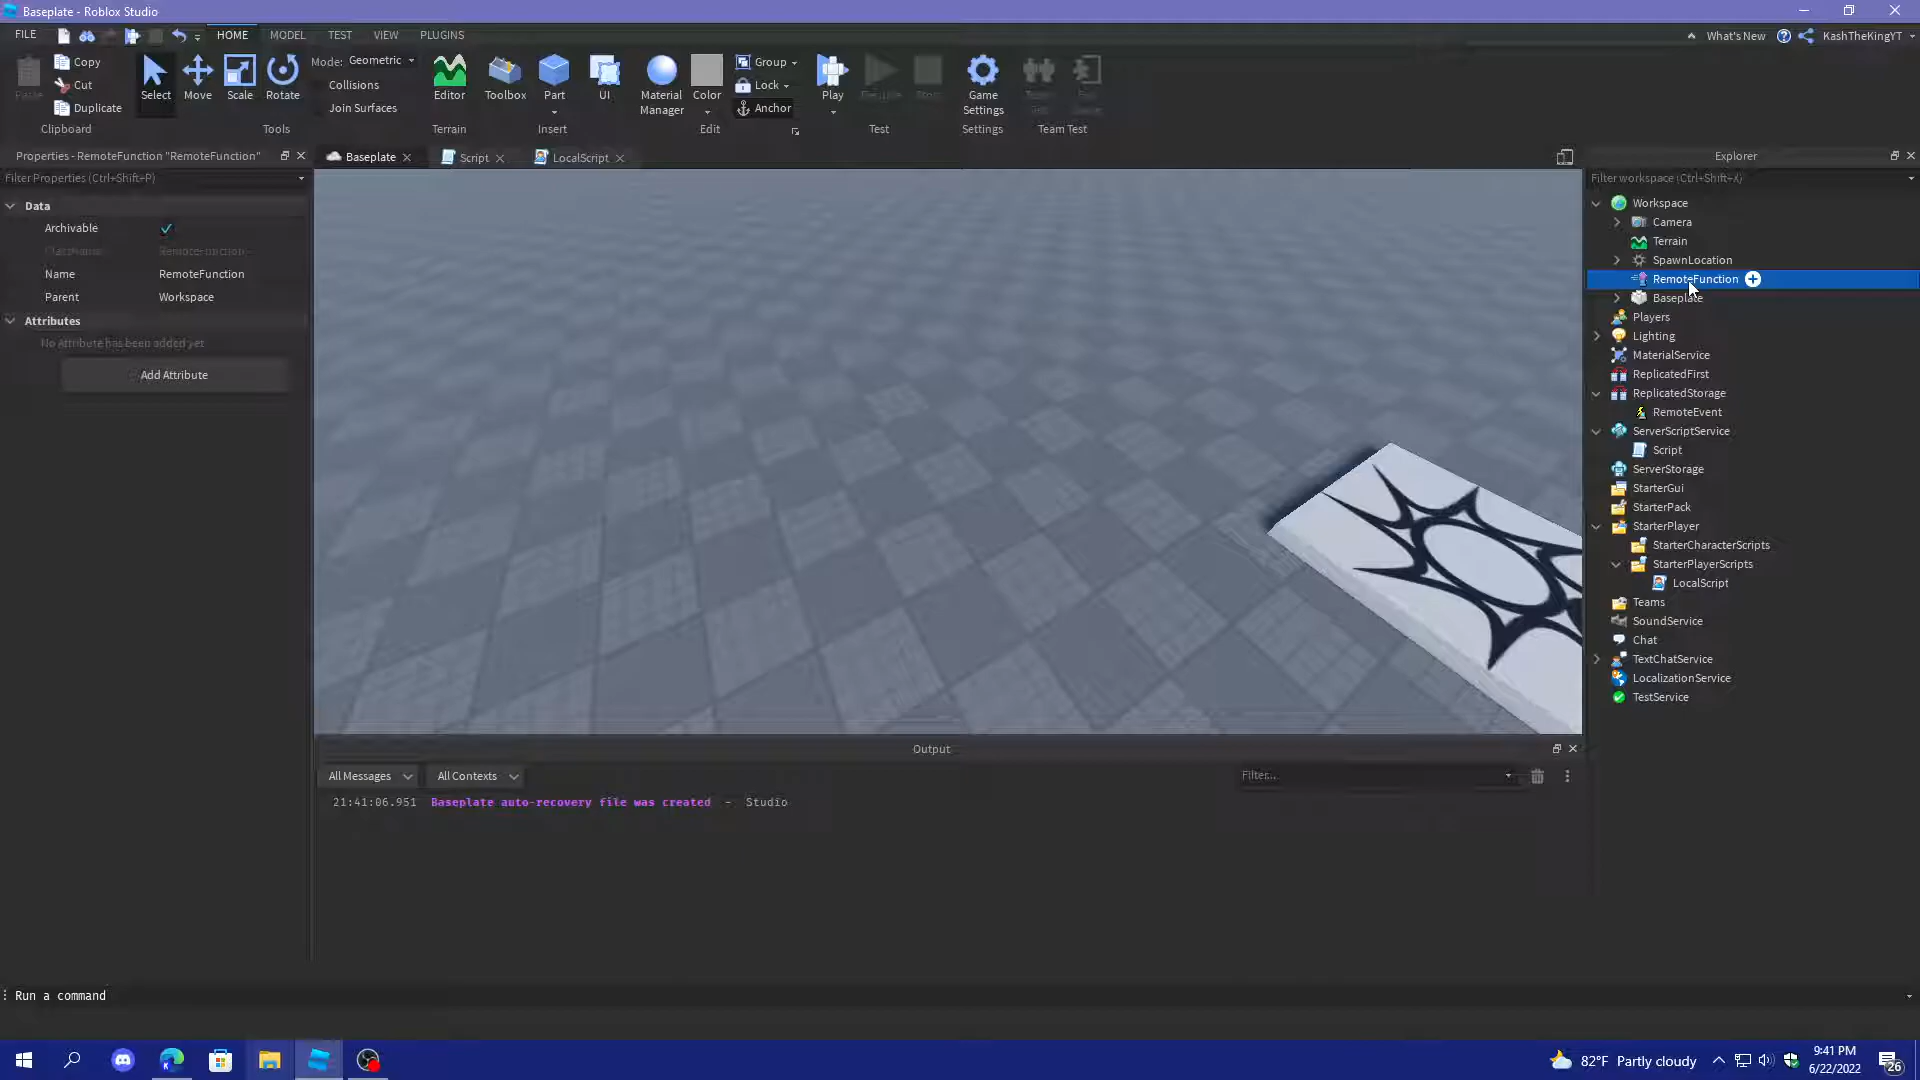 Baseplate - Roblox Studio
FILE
HOME
MODEL
TEST
VIEW
PLUGINS
What's New
KashTheKingYT
Copy
Cut
Duplicate
Clipboard
Select
Move
Scale
Rotate
Mode: Geometric
Collisions
Join Surfaces
Tools
Editor
Terrain
Toolbox
Part
UI
Insert
Material
Manager
Color
Group
Lock
Anchor
Edit
Play
Test
Game
Settings
Settings
Team Test
Properties - RemoteFunction "RemoteFunction"
Filter Properties (Ctrl+Shift+P)
Data
Archivable
ClassName RemoteFunction
Name RemoteFunction
Parent Workspace
Attributes
No Attribute has been added yet
Add Attribute
Baseplate
Script
LocalScript
Explorer
Filter workspace (Ctrl+Shift+X)
Workspace
Camera
Terrain
SpawnLocation
RemoteFunction
Baseplate
Players
Lighting
MaterialService
ReplicatedFirst
ReplicatedStorage
RemoteEvent
ServerScriptService
Script
ServerStorage
StarterGui
StarterPack
StarterPlayer
StarterCharacterScripts
StarterPlayerScripts
LocalScript
Teams
SoundService
Chat
TextChatService
LocalizationService
TestService
Output
All Messages
All Contexts
Filter...
21:41:06.951 Baseplate auto-recovery file was created - Studio
Run a command
82°F Partly cloudy
9:41 PM
6/22/2022
26